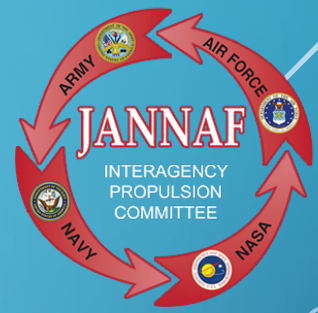 ARMY
AIR FORCE
JANNAF
INTERAGENCY
PROPULSION
COMMITTEE
NAVY
NASA